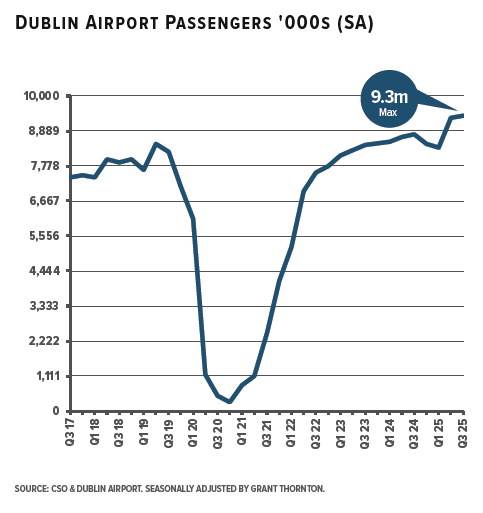 DUBLIN AIRPORT PASSENGERS '000S (SA)
9.3m
Max
10,000
8,889
7,778
6,667
5,556
4,444
3,333
2,222
1,111
0
Q3 17
Q1 18
Q3 18
Q1 19
Q3 19
Q1 20
Q3 20
Q1 21
Q3 21
Q1 22
Q3 22
Q1 23
Q3 23
Q1 24
Q3 24
Q1 25
Q3 25
SOURCE: CSO & DUBLIN AIRPORT. SEASONALLY ADJUSTED BY GRANT THORNTON.